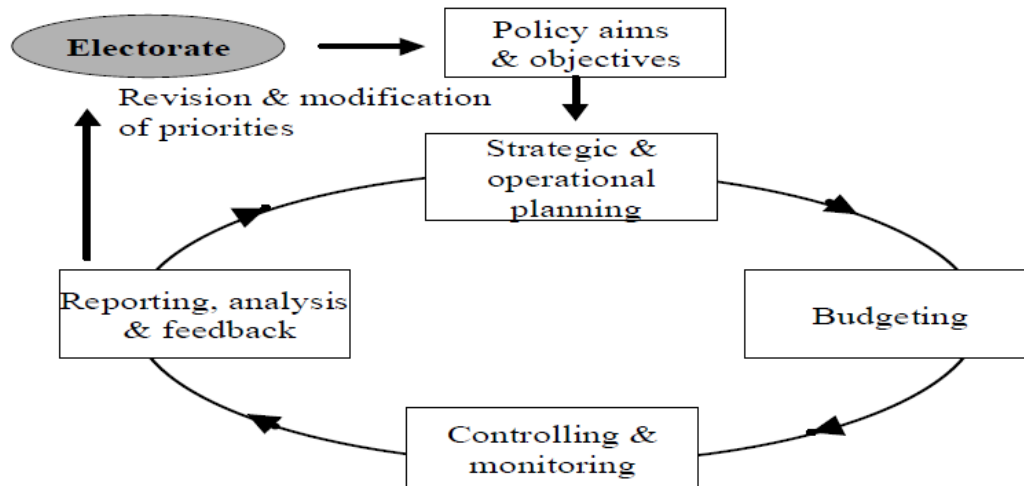 Electorate
Policy aims
& objectives
Revision & modification
of priorities
Strategic &
operational
planning
Reporting, analysis
& feedback
Budgeting
Controlling &
monitoring